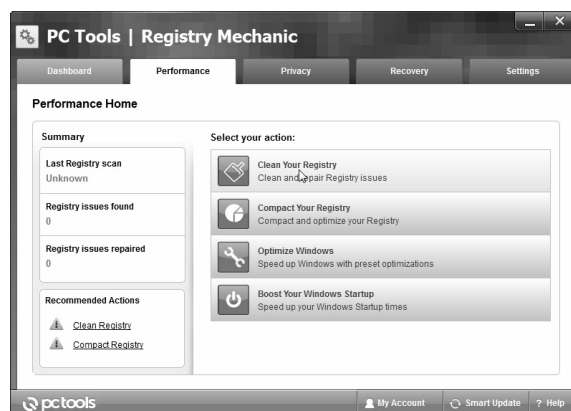 PC Tools | Registry Mechanic
Dashboard Performance Privacy Recovery Settings
Performance Home
Summary
Last Registry scan
Unknown
Registry issues found
0
Registry issues repaired
0
Recommended Actions
Clean Registry
Compact Registry
Select your action:
Clean Your Registry
Clean and repair Registry issues
Compact Your Registry
Compact and optimize your Registry
Optimize Windows
Speed up Windows with preset optimizations
Boost Your Windows Startup
Speed up your Windows Startup times
pctools My Account Smart Update ? Help